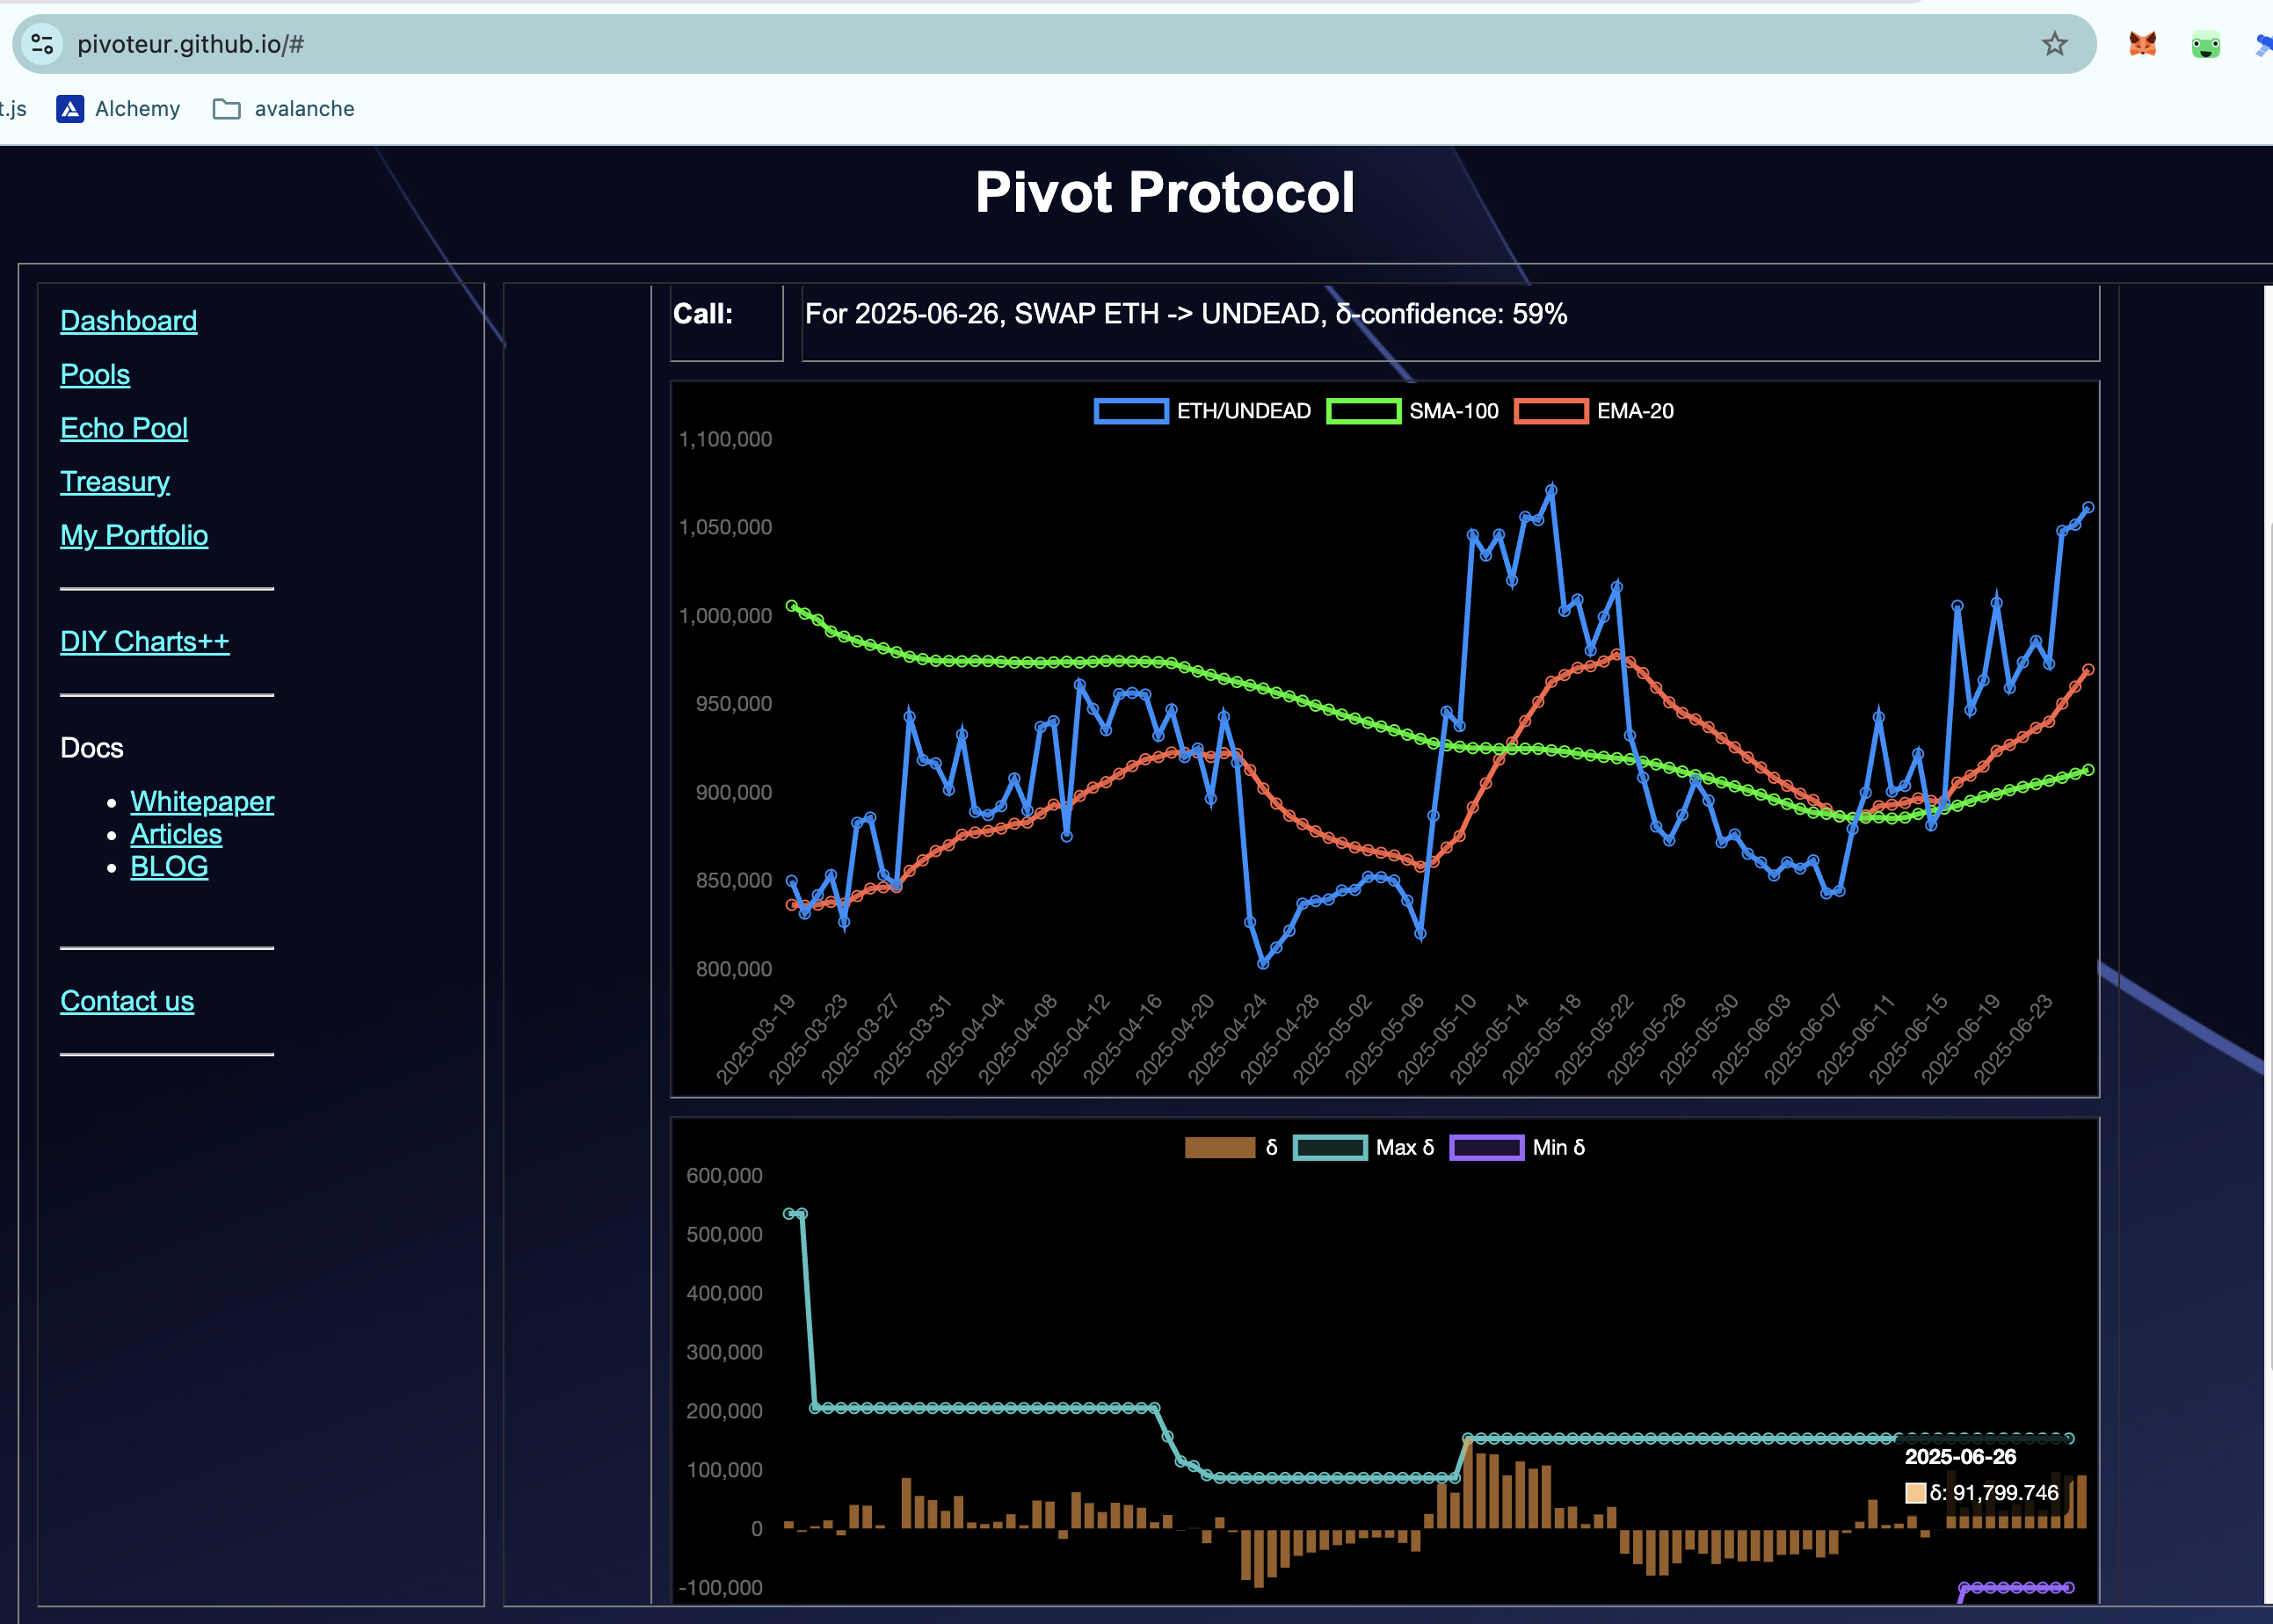 pivoteur.github.io/#
t.js
Alchemy
avalanche
Pivot Protocol
Dashboard
Pools
Echo Pool
Treasury
My Portfolio
DIY Charts++
Docs
Whitepaper
Articles
BLOG
Contact us
Call:
For 2025-06-26, SWAP ETH -> UNDEAD, δ-confidence: 59%
ETH/UNDEAD SMA-100 EMA-20
1,100,000
1,050,000
1,000,000
950,000
900,000
850,000
800,000
2025-03-19
2025-03-23
2025-03-27
2025-03-31
2025-04-04
2025-04-08
2025-04-12
2025-04-16
2025-04-20
2025-04-24
2025-04-28
2025-05-02
2025-05-06
2025-05-10
2025-05-14
2025-05-18
2025-05-22
2025-05-26
2025-05-30
2025-06-03
2025-06-07
2025-06-11
2025-06-15
2025-06-19
2025-06-23
δ Max δ Min δ
600,000
500,000
400,000
300,000
200,000
100,000
0
-100,000
2025-06-26
δ: 91,799.746